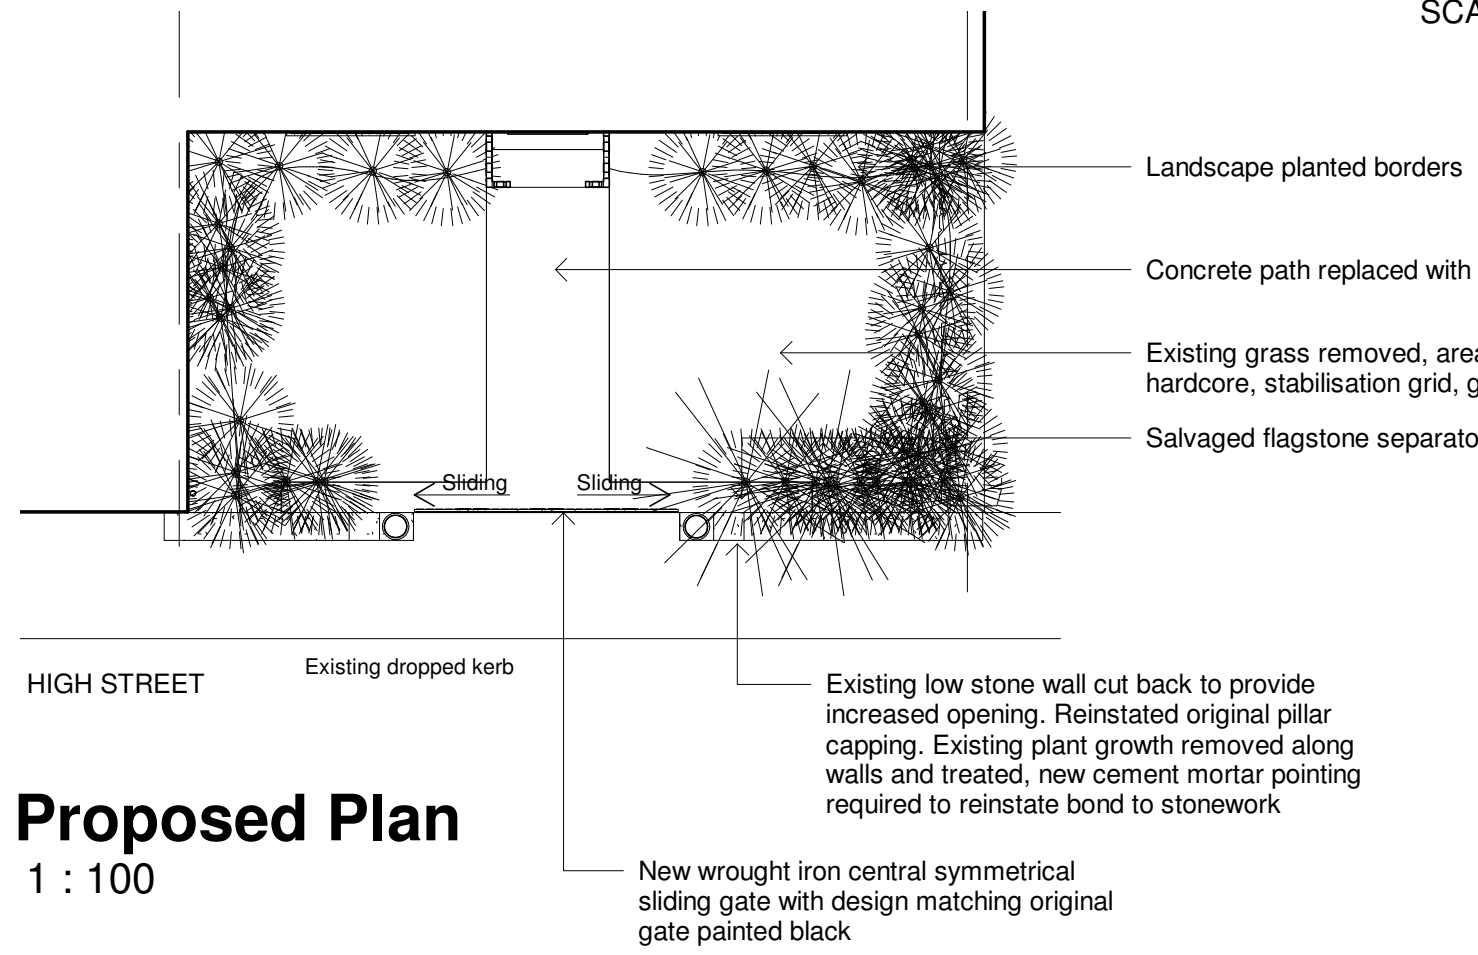 SCA
Landscape planted borders
Concrete path replaced with
Existing grass removed, area
hardcore, stabilisation grid, g
Salvaged flagstone separato
Sliding Sliding
Existing dropped kerb
HIGH STREET
Existing low stone wall cut back to provide
increased opening. Reinstated original pillar
capping. Existing plant growth removed along
walls and treated, new cement mortar pointing
required to reinstate bond to stonework
Proposed Plan
1 : 100
New wrought iron central symmetrical
sliding gate with design matching original
gate painted black